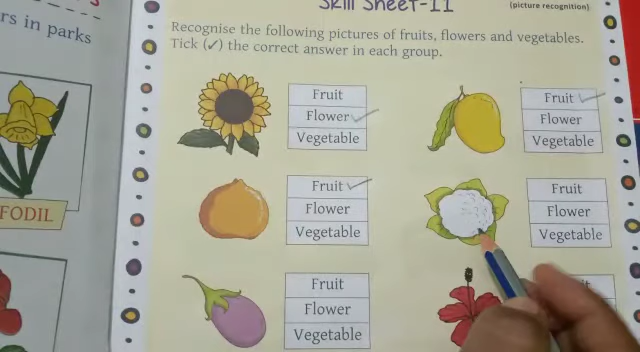 rs in parks
Skill Sheet-11
(picture recognition)
Recognise the following pictures of fruits, flowers and vegetables.
Tick (✓) the correct answer in each group.
Fruit
Flower
Vegetable
Fruit
Flower
Vegetable
Fruit
Flower
Vegetable
Fruit
Flower
Vegetable
FODIL
Fruit
Flower
Vegetable